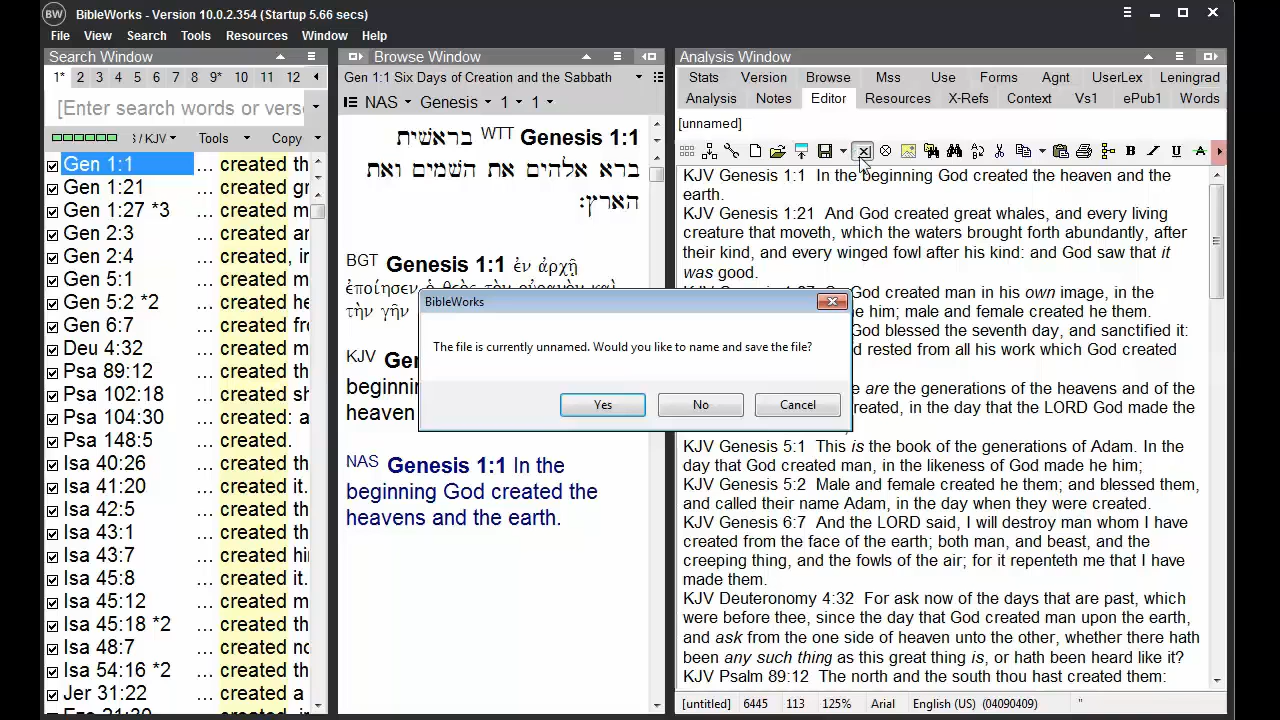 BW BibleWorks - Version 10.0.2.354 (Startup 5.66 secs)
File View Search Tools Resources Window Help
Search Window
1* 2 3 4 5 6 7 8 9* 10 11 12
[Enter search words or verse
/ KJV Tools Copy
Gen 1:1 ... created th
Gen 1:21 ... created gr
Gen 1:27 *3 ... created m
Gen 2:3 ... created ar
Gen 2:4 ... created, in
Gen 5:1 ... created m
Gen 5:2 *2 ... created he
Gen 6:7 ... created fro
Deu 4:32 ... created m
Psa 89:12 ... created th
Psa 102:18 ... created sh
Psa 104:30 ... created: a
Psa 148:5 ... created.
Isa 40:26 ... created th
Isa 41:20 ... created it.
Isa 42:5 ... created th
Isa 43:1 ... created th
Isa 43:7 ... created hin
Isa 45:8 ... created it.
Isa 45:12 ... created m
Isa 45:18 *2 ... created th
Isa 48:7 ... created no
Isa 54:16 *2 ... created th
Jer 31:22 ... created a
Browse Window
Gen 1:1 Six Days of Creation and the Sabbath
NAS Genesis 1 1
WTT Genesis 1:1 בראשׁית
ברא אלהים את השׁמים ואת
הארץ׃
BGT Genesis 1:1 ἐν ἀρχῇ
ἐποίησεν ὁ θεὸς τὸν οὐρανὸν καὶ
τὴν γῆν
KJV Ger
beginnin
heaven
NAS Genesis 1:1 In the
beginning God created the
heavens and the earth.
Analysis Window
Stats Version Browse Mss Use Forms Agnt UserLex Leningrad
Analysis Notes Editor Resources X-Refs Context Vs1 ePub1 Words
[unnamed]
B I U A
KJV Genesis 1:1 In the beginning God created the heaven and the
earth.
KJV Genesis 1:21 And God created great whales, and every living
creature that moveth, which the waters brought forth abundantly, after
their kind, and every winged fowl after his kind: and God saw that it
was good.
God created man in his own image, in the
he him; male and female created he them.
God blessed the seventh day, and sanctified it:
d rested from all his work which God created
are the generations of the heavens and of the
reated, in the day that the LORD God made the
KJV Genesis 5:1 This is the book of the generations of Adam. In the
day that God created man, in the likeness of God made he him;
KJV Genesis 5:2 Male and female created he them; and blessed them,
and called their name Adam, in the day when they were created.
KJV Genesis 6:7 And the LORD said, I will destroy man whom I have
created from the face of the earth; both man, and beast, and the
creeping thing, and the fowls of the air; for it repenteth me that I have
made them.
KJV Deuteronomy 4:32 For ask now of the days that are past, which
were before thee, since the day that God created man upon the earth,
and ask from the one side of heaven unto the other, whether there hath
been any such thing as this great thing is, or hath been heard like it?
KJV Psalm 89:12 The north and the south thou hast created them:
[untitled] 6445 113 125% Arial English (US) (04090409) "
BibleWorks
The file is currently unnamed. Would you like to name and save the file?
Yes No Cancel